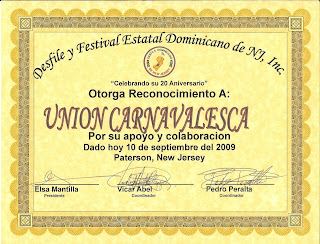 Desfile y Festival Estatal Dominicano de NJ, Inc.
"Celebrando su 20 Aniversario"
Otorga Reconocimiento A:
UNION CARNAVALESCA
Por su apoyo y colaboracion
Dado hoy 10 de septiembre del 2009
Paterson, New Jersey
Elsa Mantilla Vicar Abel Pedro Peralta
Presidente Coordinador Coordinador